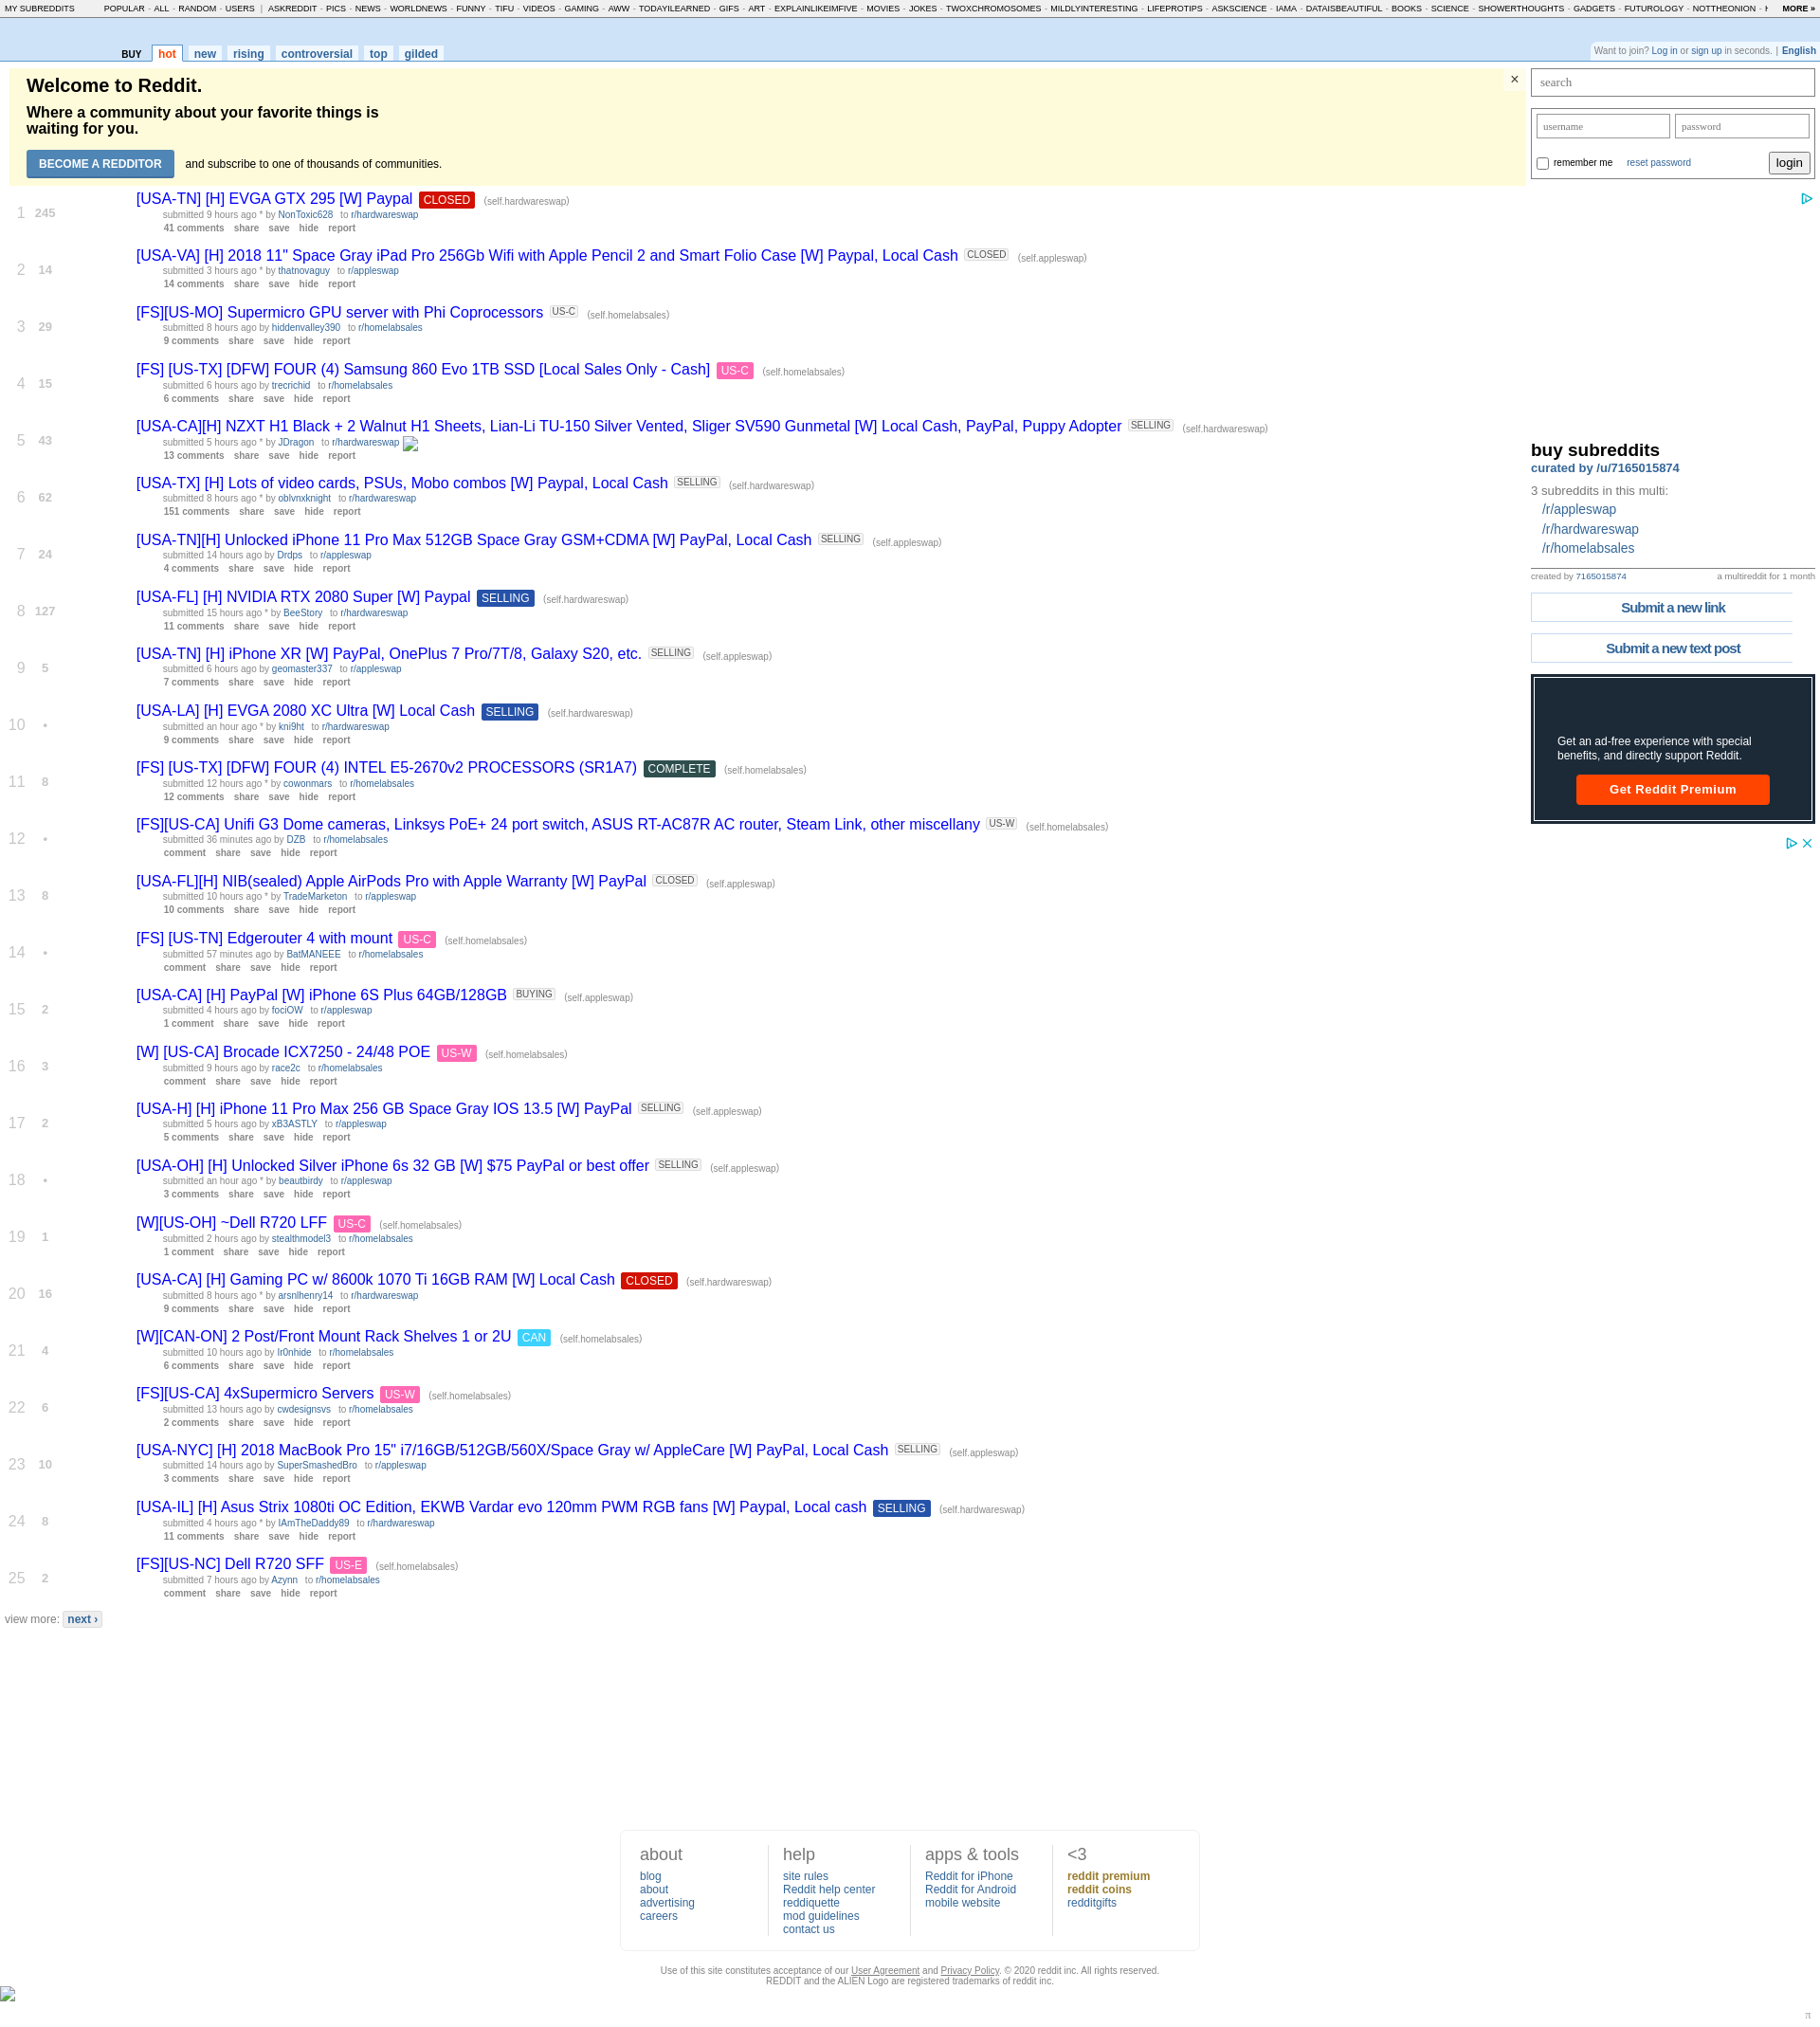 MY SUBREDDITS POPULAR - ALL - RANDOM - USERS | ASKREDDIT - PICS - NEWS - WORLDNEWS - FUNNY - TIFU - VIDEOS - GAMING - AWW - TODAYILEARNED - GIFS - ART - EXPLAINLIKEIMFIVE - MOVIES - JOKES - TWOXCHROMOSOMES - MILDLYINTERESTING - LIFEPROTIPS - ASKSCIENCE - IAMA - DATAISBEAUTIFUL - BOOKS - SCIENCE - SHOWERTHOUGHTS - GADGETS - FUTUROLOGY - NOTTHEONION - MORE »
BUY hot new rising controversial top gilded
Want to join? Log in or sign up in seconds. | English
Welcome to Reddit.
Where a community about your favorite things is
waiting for you.
BECOME A REDDITOR and subscribe to one of thousands of communities.
×
search
username password
remember me reset password login
1 245 [USA-TN] [H] EVGA GTX 295 [W] Paypal CLOSED (self.hardwareswap)
submitted 9 hours ago * by NonToxic628 to r/hardwareswap
41 comments share save hide report
2 14 [USA-VA] [H] 2018 11" Space Gray iPad Pro 256Gb Wifi with Apple Pencil 2 and Smart Folio Case [W] Paypal, Local Cash CLOSED (self.appleswap)
submitted 3 hours ago * by thatnovaguy to r/appleswap
14 comments share save hide report
3 29 [FS][US-MO] Supermicro GPU server with Phi Coprocessors US-C (self.homelabsales)
submitted 8 hours ago by hiddenvalley390 to r/homelabsales
9 comments share save hide report
4 15 [FS] [US-TX] [DFW] FOUR (4) Samsung 860 Evo 1TB SSD [Local Sales Only - Cash] US-C (self.homelabsales)
submitted 6 hours ago by trecrichid to r/homelabsales
6 comments share save hide report
5 43 [USA-CA][H] NZXT H1 Black + 2 Walnut H1 Sheets, Lian-Li TU-150 Silver Vented, Sliger SV590 Gunmetal [W] Local Cash, PayPal, Puppy Adopter SELLING (self.hardwareswap)
submitted 5 hours ago * by JDragon to r/hardwareswap
13 comments share save hide report
6 62 [USA-TX] [H] Lots of video cards, PSUs, Mobo combos [W] Paypal, Local Cash SELLING (self.hardwareswap)
submitted 8 hours ago * by oblvnxknight to r/hardwareswap
151 comments share save hide report
7 24 [USA-TN][H] Unlocked iPhone 11 Pro Max 512GB Space Gray GSM+CDMA [W] PayPal, Local Cash SELLING (self.appleswap)
submitted 14 hours ago by Drdps to r/appleswap
4 comments share save hide report
8 127 [USA-FL] [H] NVIDIA RTX 2080 Super [W] Paypal SELLING (self.hardwareswap)
submitted 15 hours ago * by BeeStory to r/hardwareswap
11 comments share save hide report
9 5 [USA-TN] [H] iPhone XR [W] PayPal, OnePlus 7 Pro/7T/8, Galaxy S20, etc. SELLING (self.appleswap)
submitted 6 hours ago by geomaster337 to r/appleswap
7 comments share save hide report
10 • [USA-LA] [H] EVGA 2080 XC Ultra [W] Local Cash SELLING (self.hardwareswap)
submitted an hour ago * by kni9ht to r/hardwareswap
9 comments share save hide report
11 8 [FS] [US-TX] [DFW] FOUR (4) INTEL E5-2670v2 PROCESSORS (SR1A7) COMPLETE (self.homelabsales)
submitted 12 hours ago * by cowonmars to r/homelabsales
12 comments share save hide report
12 • [FS][US-CA] Unifi G3 Dome cameras, Linksys PoE+ 24 port switch, ASUS RT-AC87R AC router, Steam Link, other miscellany US-W (self.homelabsales)
submitted 36 minutes ago by DZB to r/homelabsales
comment share save hide report
13 8 [USA-FL][H] NIB(sealed) Apple AirPods Pro with Apple Warranty [W] PayPal CLOSED (self.appleswap)
submitted 10 hours ago * by TradeMarketon to r/appleswap
10 comments share save hide report
14 • [FS] [US-TN] Edgerouter 4 with mount US-C (self.homelabsales)
submitted 57 minutes ago by BatMANEEE to r/homelabsales
comment share save hide report
15 2 [USA-CA] [H] PayPal [W] iPhone 6S Plus 64GB/128GB BUYING (self.appleswap)
submitted 4 hours ago by fociOW to r/appleswap
1 comment share save hide report
16 3 [W] [US-CA] Brocade ICX7250 - 24/48 POE US-W (self.homelabsales)
submitted 9 hours ago by race2c to r/homelabsales
comment share save hide report
17 2 [USA-H] [H] iPhone 11 Pro Max 256 GB Space Gray IOS 13.5 [W] PayPal SELLING (self.appleswap)
submitted 5 hours ago by xB3ASTLY to r/appleswap
5 comments share save hide report
18 • [USA-OH] [H] Unlocked Silver iPhone 6s 32 GB [W] $75 PayPal or best offer SELLING (self.appleswap)
submitted an hour ago * by beautbirdy to r/appleswap
3 comments share save hide report
19 1 [W][US-OH] ~Dell R720 LFF US-C (self.homelabsales)
submitted 2 hours ago by stealthmodel3 to r/homelabsales
1 comment share save hide report
20 16 [USA-CA] [H] Gaming PC w/ 8600k 1070 Ti 16GB RAM [W] Local Cash CLOSED (self.hardwareswap)
submitted 8 hours ago * by arsnlhenry14 to r/hardwareswap
9 comments share save hide report
21 4 [W][CAN-ON] 2 Post/Front Mount Rack Shelves 1 or 2U CAN (self.homelabsales)
submitted 10 hours ago by Ir0nhide to r/homelabsales
6 comments share save hide report
22 6 [FS][US-CA] 4xSupermicro Servers US-W (self.homelabsales)
submitted 13 hours ago by cwdesignsvs to r/homelabsales
2 comments share save hide report
23 10 [USA-NYC] [H] 2018 MacBook Pro 15" i7/16GB/512GB/560X/Space Gray w/ AppleCare [W] PayPal, Local Cash SELLING (self.appleswap)
submitted 14 hours ago by SuperSmashedBro to r/appleswap
3 comments share save hide report
24 8 [USA-IL] [H] Asus Strix 1080ti OC Edition, EKWB Vardar evo 120mm PWM RGB fans [W] Paypal, Local cash SELLING (self.hardwareswap)
submitted 4 hours ago * by IAmTheDaddy89 to r/hardwareswap
11 comments share save hide report
25 2 [FS][US-NC] Dell R720 SFF US-E (self.homelabsales)
submitted 7 hours ago by Azynn to r/homelabsales
comment share save hide report
view more: next ›
buy subreddits
curated by /u/7165015874
3 subreddits in this multi:
/r/appleswap
/r/hardwareswap
/r/homelabsales
created by 7165015874 a multireddit for 1 month
Submit a new link
Submit a new text post
Get an ad-free experience with special
benefits, and directly support Reddit.
Get Reddit Premium
about
blog
about
advertising
careers
help
site rules
Reddit help center
reddiquette
mod guidelines
contact us
apps & tools
Reddit for iPhone
Reddit for Android
mobile website
<3
reddit premium
reddit coins
redditgifts
Use of this site constitutes acceptance of our User Agreement and Privacy Policy. © 2020 reddit inc. All rights reserved.
REDDIT and the ALIEN Logo are registered trademarks of reddit inc.
π